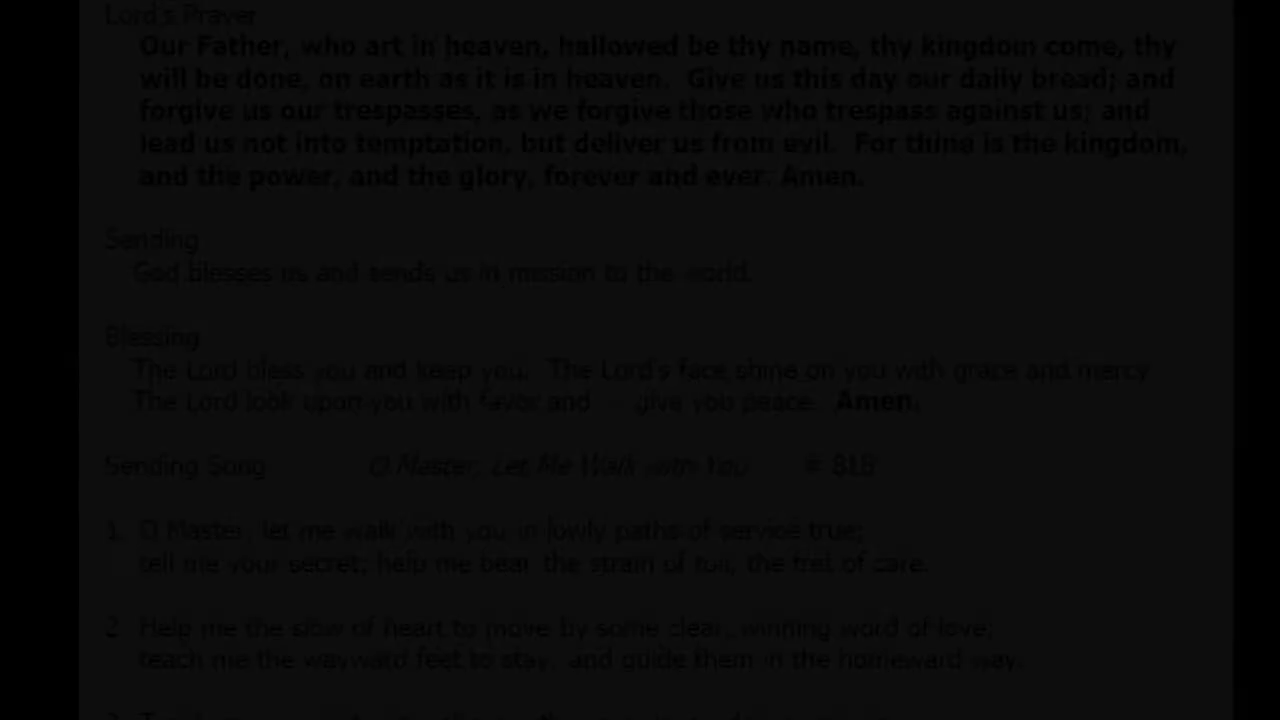 Lord's Prayer
Our Father, who art in heaven, hallowed be thy name, thy kingdom come, thy
will be done, on earth as it is in heaven. Give us this day our daily bread; and
forgive us our trespasses, as we forgive those who trespass against us; and
lead us not into temptation, but deliver us from evil. For thine is the kingdom,
and the power, and the glory, forever and ever. Amen.
Sending
God blesses us and sends us in mission to the world.
Blessing
The Lord bless you and keep you. The Lord's face shine on you with grace and mercy
The Lord look upon you with favor and give you peace. Amen.
Sending Song O Master, Let Me Walk with You # 818
1. O Master, let me walk with you in lowly paths of service true;
tell me your secret; help me bear the strain of toil, the fret of care.
2 Help me the slow of heart to move by some clear, winning word of love;
teach me the wayward feet to stay, and guide them in the homeward way.